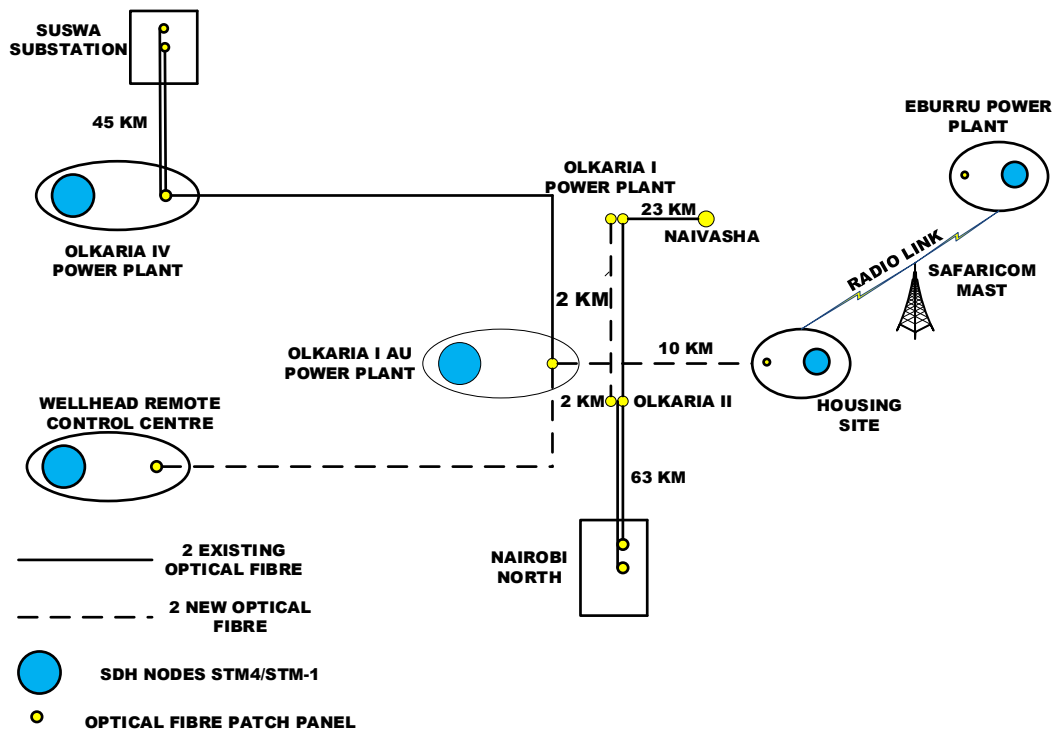 SUSWA
SUBSTATION
45 KM
OLKARIA IV
POWER PLANT
EBURRU POWER
PLANT
OLKARIA I
POWER PLANT
23 KM
NAIVASHA
RADIO LINK
SAFARICOM
MAST
2 KM
OLKARIA I AU
POWER PLANT
10 KM
2 KM
OLKARIA II
HOUSING
SITE
WELLHEAD REMOTE
CONTROL CENTRE
63 KM
NAIROBI
NORTH
2 EXISTING
OPTICAL FIBRE
2 NEW OPTICAL
FIBRE
SDH NODES STM4/STM-1
OPTICAL FIBRE PATCH PANEL